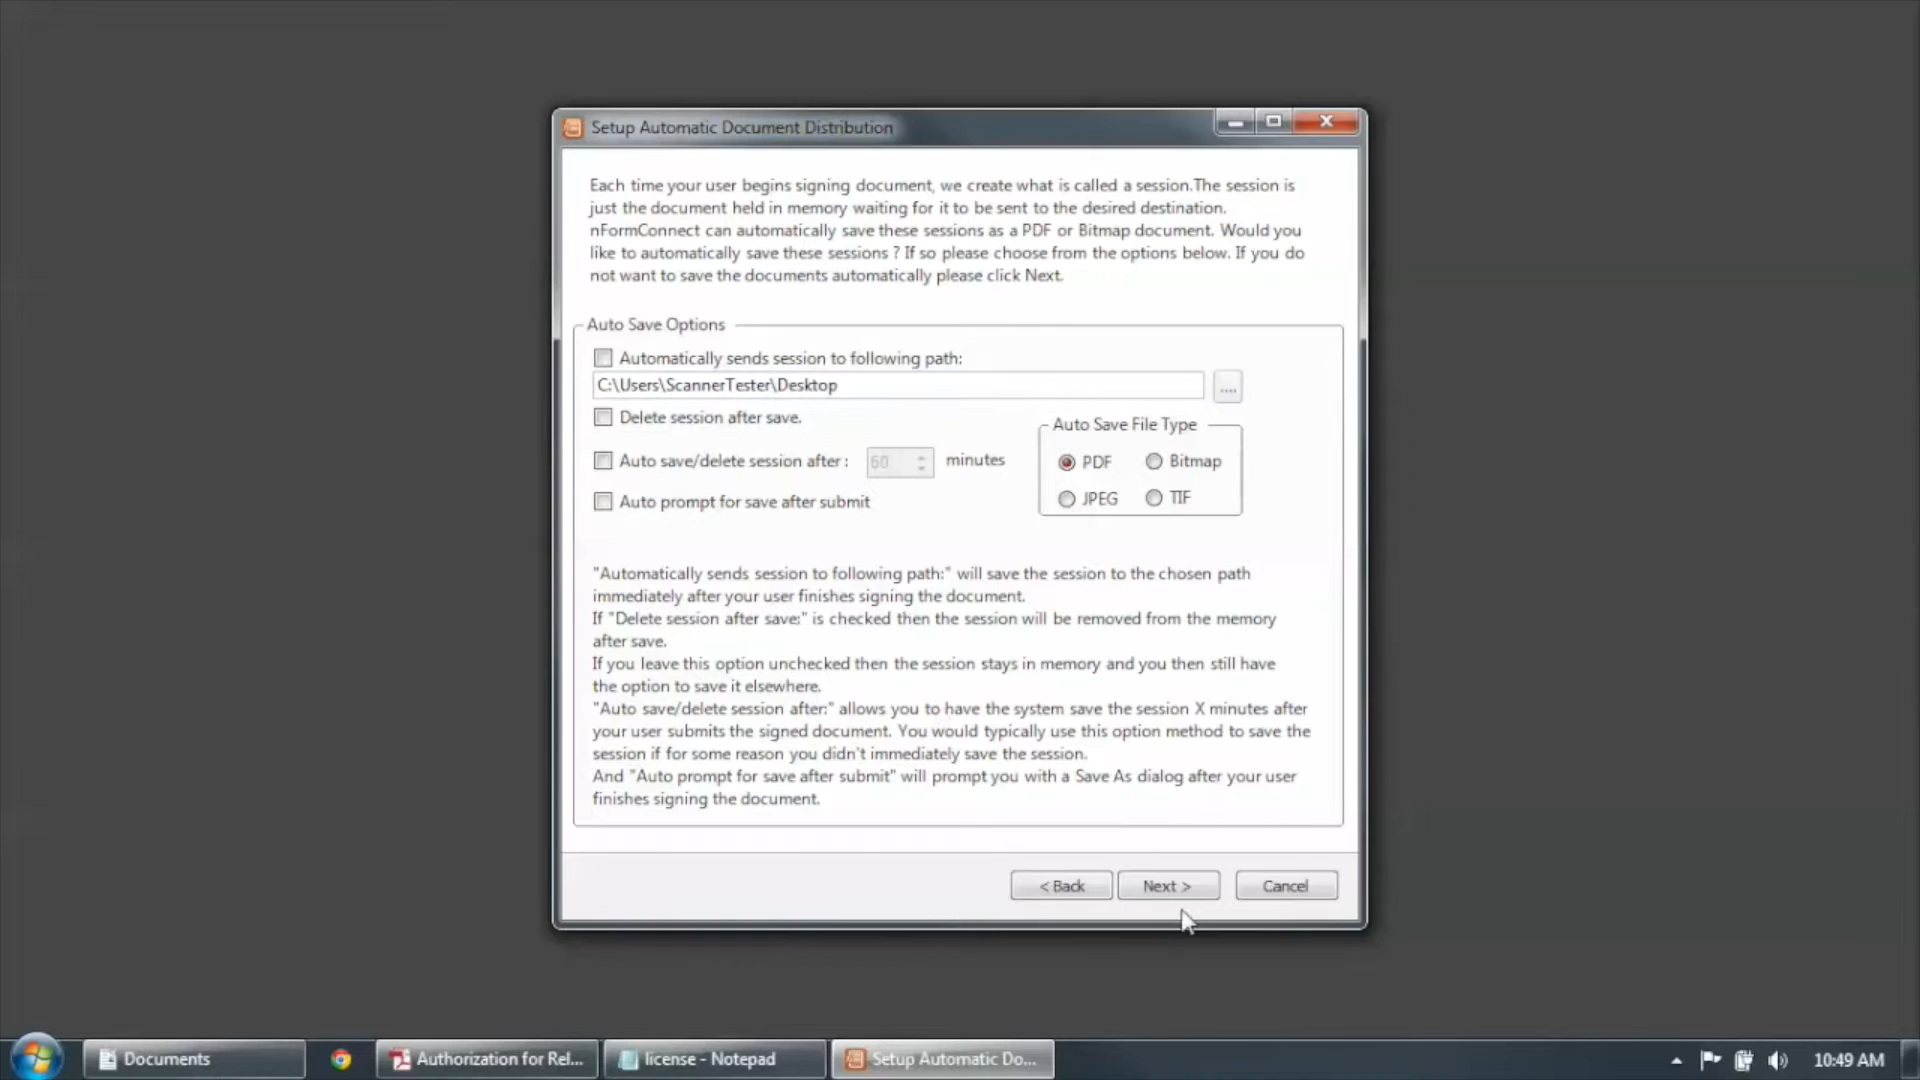 Setup Automatic Document Distribution
Each time your user begins signing document, we create what is called a session.The session is
just the document held in memory waiting for it to be sent to the desired destination.
nFormConnect can automatically save these sessions as a PDF or Bitmap document. Would you
like to automatically save these sessions ? If so please choose from the options below. If you do
not want to save the documents automatically please click Next.
Auto Save Options
Automatically sends session to following path:
C:\Users\ScannerTester\Desktop
....
Delete session after save.
Auto Save File Type
Auto save/delete session after : 60 minutes
PDF Bitmap
Auto prompt for save after submit
JPEG TIF
"Automatically sends session to following path:" will save the session to the chosen path
immediately after your user finishes signing the document.
If "Delete session after save:" is checked then the session will be removed from the memory
after save.
If you leave this option unchecked then the session stays in memory and you then still have
the option to save it elsewhere.
"Auto save/delete session after:" allows you to have the system save the session X minutes after
your user submits the signed document. You would typically use this option method to save the
session if for some reason you didn't immediately save the session.
And "Auto prompt for save after submit" will prompt you with a Save As dialog after your user
finishes signing the document.
< Back Next > Cancel
Documents Authorization for Rel... license - Notepad Setup Automatic Do... 10:49 AM